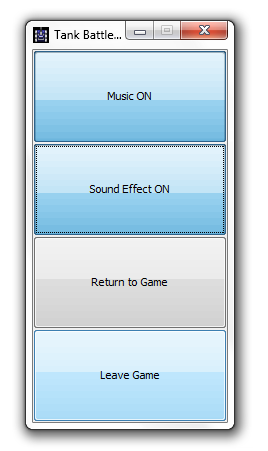 Tank Battle...
Music ON
Sound Effect ON
Return to Game
Leave Game